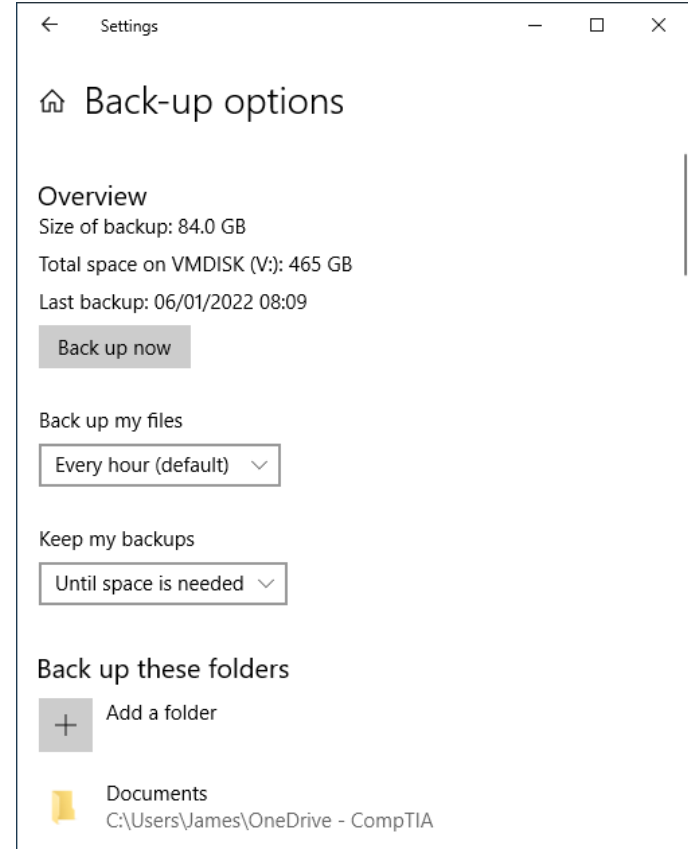 Settings
Back-up options
Overview
Size of backup: 84.0 GB
Total space on VMDISK (V:): 465 GB
Last backup: 06/01/2022 08:09
Back up now
Back up my files
Every hour (default)
Keep my backups
Until space is needed
Back up these folders
Add a folder
Documents
C:\Users\James\OneDrive - CompTIA